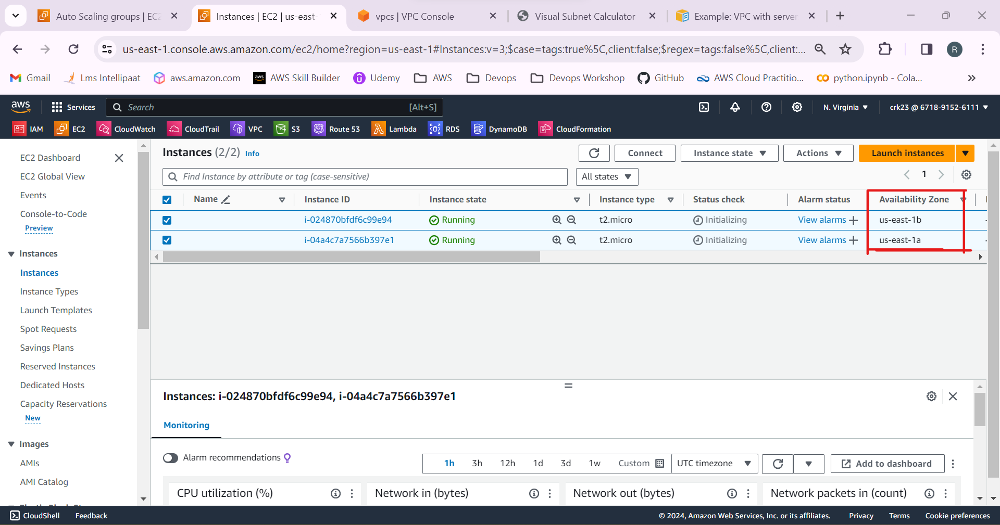 Auto Scaling groups | EC2
Instances | EC2 | us-east-
vpcs | VPC Console
Visual Subnet Calculator
Example: VPC with server
us-east-1.console.aws.amazon.com/ec2/home?region=us-east-1#Instances:v=3;$case=tags:true%5C,client:false;$regex=tags:false%5C,client:...
R
Gmail
Lms Intellipaat
aws.amazon.com
aws
AWS Skill Builder
Udemy
AWS
Devops
Devops Workshop
GitHub
AWS Cloud Practitio...
python.ipynb - Cola...
aws
Services
Search
[Alt+S]
N. Virginia
crk23 @ 6718-9152-6111
IAM
EC2
CloudWatch
CloudTrail
VPC
S3
Route 53
Lambda
RDS
DynamoDB
CloudFormation
EC2 Dashboard
EC2 Global View
Events
Console-to-Code
Preview
Instances
Instances
Instance Types
Launch Templates
Spot Requests
Savings Plans
Reserved Instances
Dedicated Hosts
Capacity Reservations
New
Images
AMIs
AMI Catalog
Instances (2/2) Info
Connect
Instance state
Actions
Launch instances
Find Instance by attribute or tag (case-sensitive)
All states
1
Name
Instance ID
Instance state
Instance type
Status check
Alarm status
Availability Zone
i-024870bfdf6c99e94
Running
t2.micro
Initializing
View alarms
us-east-1b
i-04a4c7a7566b397e1
Running
t2.micro
Initializing
View alarms
us-east-1a
Instances: i-024870bfdf6c99e94, i-04a4c7a7566b397e1
Monitoring
Alarm recommendations
1h
3h
12h
1d
3d
1w
Custom
UTC timezone
Add to dashboard
CPU utilization (%)
Network in (bytes)
Network out (bytes)
Network packets in (count)
CloudShell
Feedback
© 2024, Amazon Web Services, Inc. or its affiliates.
Privacy
Terms
Cookie preferences